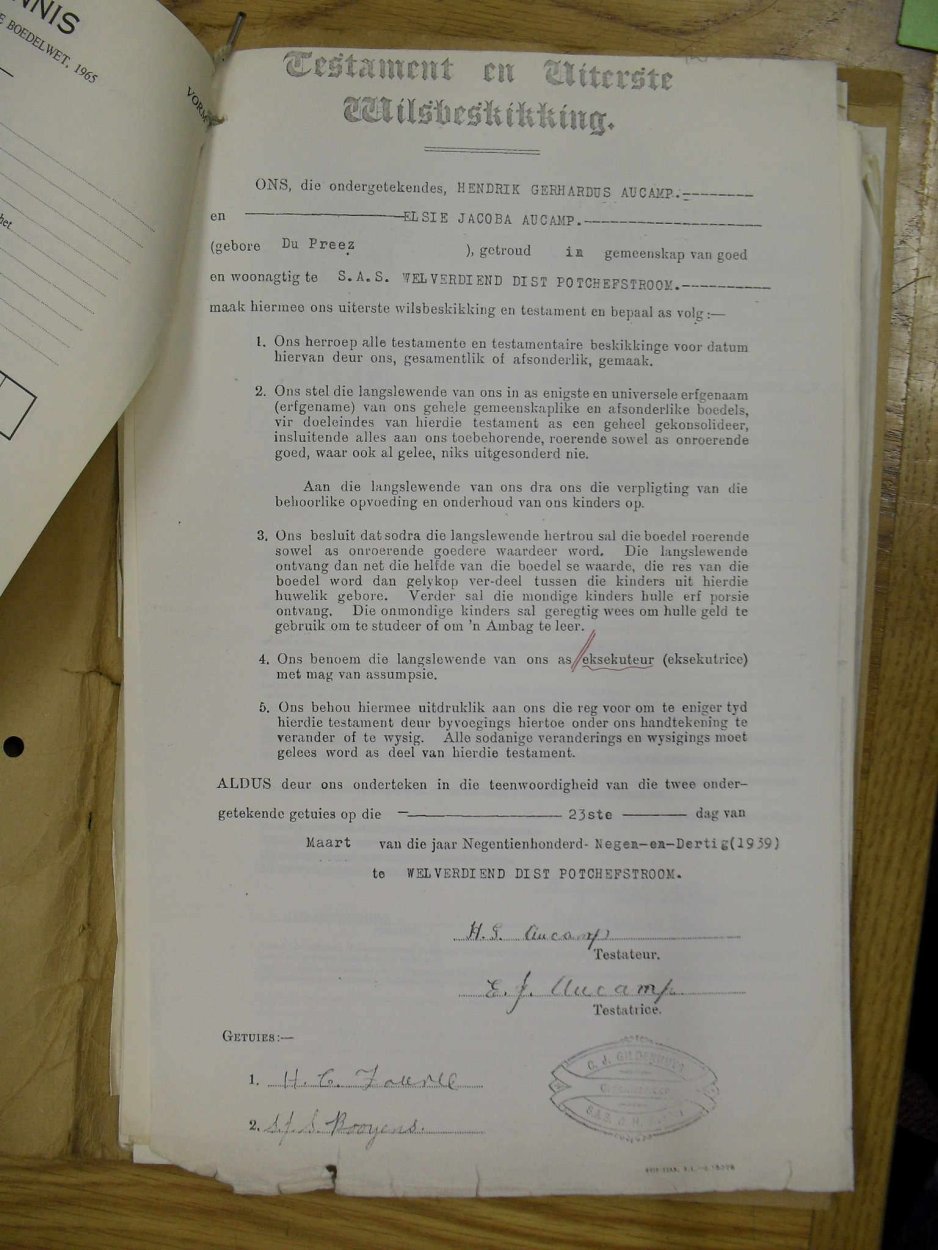 NNIS
E BOEDELWET, 1965
VORM
het
Testament en Uiterste
Wilsbeskikking.
ONS, die ondergetekendes, HENDRIK GERHARDUS AUCAMP.
en ELSIE JACOBA AUCAMP.
(gebore Du Preez ), getroud in gemeenskap van goed
en woonagtig te S.A.S. WELVERDIEND DIST POTCHEFSTROOM.
maak hiermee ons uiterste wilsbeskikking en testament en bepaal as volg :—
1. Ons herroep alle testamente en testamentaire beskikkinge voor datum
hiervan deur ons, gesamentlik of afsonderlik, gemaak.
2. Ons stel die langslewende van ons in as enigste en universele erfgenaam
(erfgename) van ons gehele gemeenskaplike en afsonderlike boedels,
vir doeleindes van hierdie testament as een geheel gekonsolideer,
insluitende alles aan ons toebehorende, roerende sowel as onroerende
goed, waar ook al gelee, niks uitgesonderd nie.
Aan die langslewende van ons dra ons die verpligting van die
behoorlike opvoeding en onderhoud van ons kinders op.
3. Ons besluit dat sodra die langslewende hertrou sal die boedel roerende
sowel as onroerende goedere waardeer word. Die langslewende
ontvang dan net die helfde van die boedel se waarde, die res van die
boedel word dan gelykop ver-deel tussen die kinders uit hierdie
huwelik gebore. Verder sal die mondige kinders hulle erf porsie
ontvang. Die onmondige kinders sal geregtig wees om hulle geld te
gebruik om te studeer of om 'n Ambag te leer.
4. Ons benoem die langslewende van ons as eksekuteur (eksekutrice)
met mag van assumpsie.
5. Ons behou hiermee uitdruklik aan ons die reg voor om te eniger tyd
hierdie testament deur byvoegings hiertoe onder ons handtekening te
verander of te wysig. Alle sodanige veranderings en wysigings moet
gelees word as deel van hierdie testament.
ALDUS deur ons onderteken in die teenwoordigheid van die twee onder-
getekende getuies op die 23ste dag van
Maart van die jaar Negentienhonderd- Negen-en-Dertig(1939)
te WELVERDIEND DIST POTCHEFSTROOM.
H. G. Aucamp
Testateur.
E. J. Aucamp
Testatrice.
GETUIES:—
1. H. C.
2. Booyens.